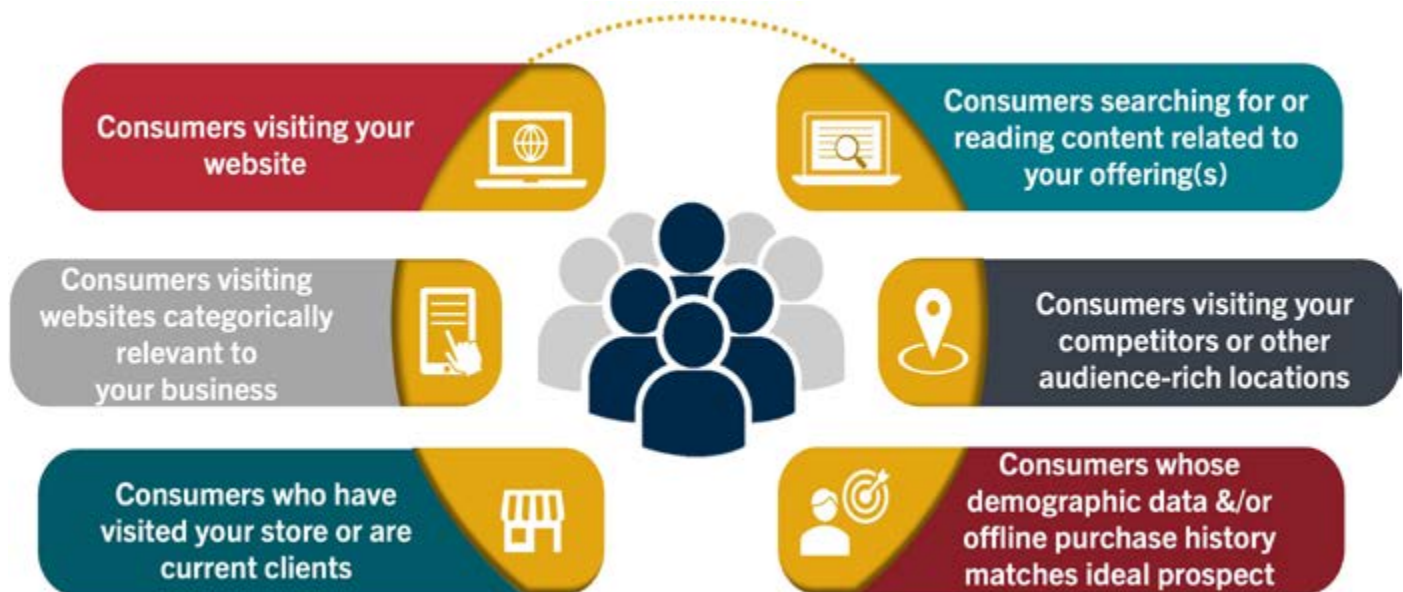 Consumers visiting your
website
Consumers searching for or
reading content related to
your offering(s)
Consumers visiting
websites categorically
relevant to
your business
Consumers visiting your
competitors or other
audience-rich locations
Consumers who have
visited your store or are
current clients
Consumers whose
demographic data &/or
offline purchase history
matches ideal prospect